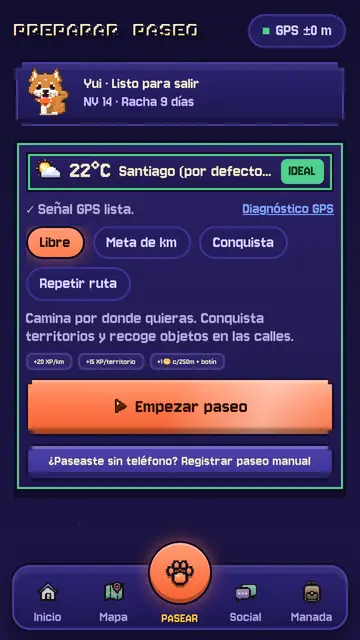 PREPARAR PASEO
GPS ±0 m
Yui · Listo para salir
NV 14 · Racha 9 días
22°C Santiago (por defecto... IDEAL
✓ Señal GPS lista. Diagnóstico GPS
Libre Meta de km Conquista
Repetir ruta
Camina por donde quieras. Conquista
territorios y recoge objetos en las calles.
+20 XP/km +15 XP/territorio +1 c/250m + botín
Empezar paseo
¿Paseaste sin teléfono? Registrar paseo manual
Inicio Mapa PASEAR Social Manada